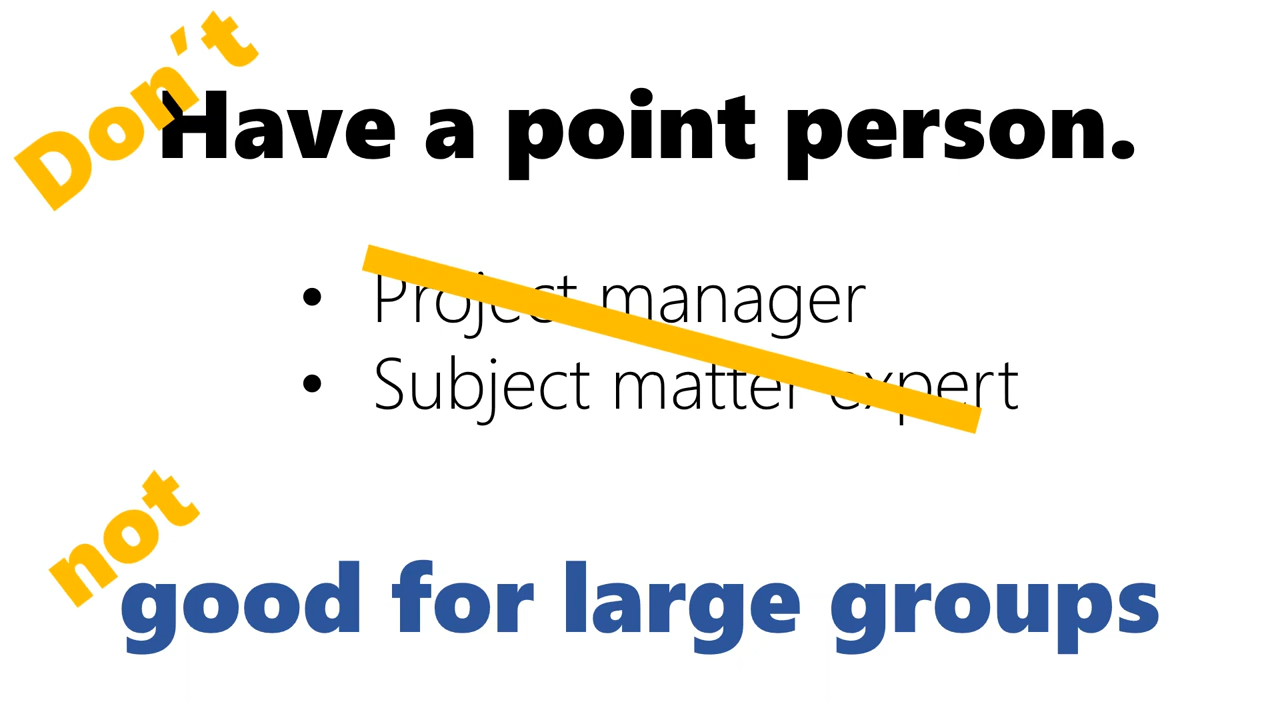 Don't
Have a point person.
• Project manager
• Subject matter expert
not
good for large groups